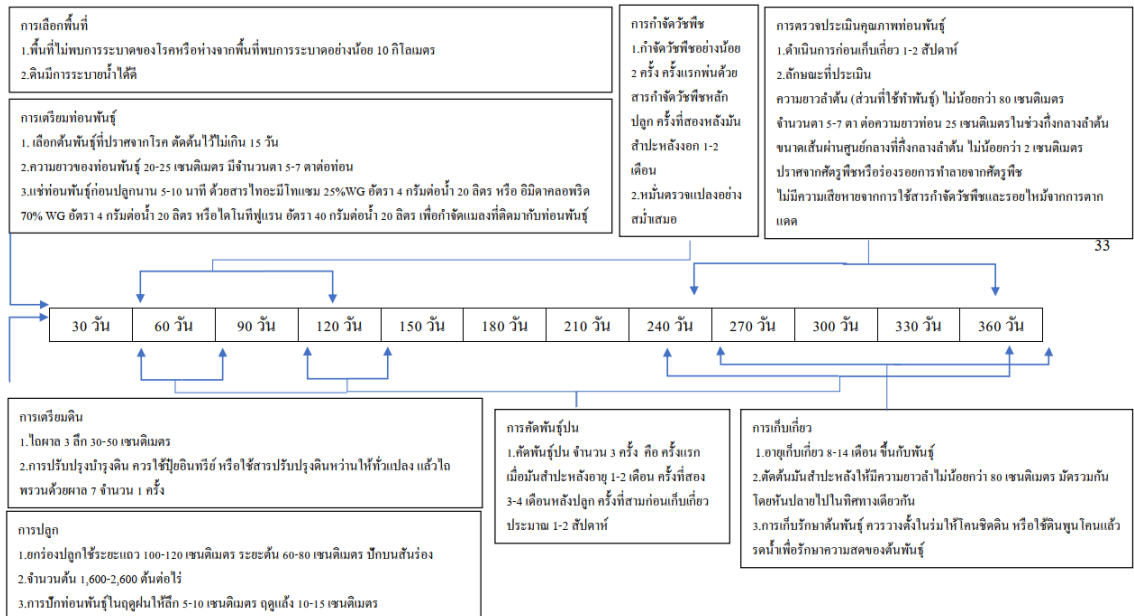 การเลือกพื้นที่
1.พื้นที่ไม่พบการระบาดของโรคหรือห่างจากพื้นที่พบการระบาดอย่างน้อย 10 กิโลเมตร
2.ดินมีการระบายน้ำได้ดี
การเตรียมท่อนพันธุ์
1. เลือกต้นพันธุ์ที่ปราศจากโรค ตัดต้นไว้ไม่เกิน 15 วัน
2.ความยาวของท่อนพันธุ์ 20-25 เซนติเมตร มีจำนวนตา 5-7 ตาต่อท่อน
3.แช่ท่อนพันธุ์ก่อนปลูกนาน 5-10 นาที ด้วยสารไทอะมีโทแซม 25%WG อัตรา 4 กรัมต่อน้ำ 20 ลิตร หรือ อิมิดาคลอพริด
70% WG อัตรา 4 กรัมต่อน้ำ 20 ลิตร หรือไดโนทีฟูแรน อัตรา 40 กรัมต่อน้ำ 20 ลิตร เพื่อกำจัดแมลงที่ติดมากับท่อนพันธุ์
การกำจัดวัชพืช
1.กำจัดวัชพืชอย่างน้อย
2 ครั้ง ครั้งแรกพ่นด้วย
สารกำจัดวัชพืชหลัก
ปลูก ครั้งที่สองหลังมัน
สำปะหลังงอก 1-2
เดือน
2.หมั่นตรวจแปลงอย่าง
สม่ำเสมอ
การตรวจประเมินคุณภาพท่อนพันธุ์
1.ดำเนินการก่อนเก็บเกี่ยว 1-2 สัปดาห์
2.ลักษณะที่ประเมิน
ความยาวลำต้น (ส่วนที่ใช้ทำพันธุ์) ไม่น้อยกว่า 80 เซนติเมตร
จำนวนตา 5-7 ตา ต่อความยาวท่อน 25 เซนติเมตรในช่วงกึ่งกลางลำต้น
ขนาดเส้นผ่านศูนย์กลางที่กึ่งกลางลำต้น ไม่น้อยกว่า 2 เซนติเมตร
ปราศจากศัตรูพืชหรือร่องรอยการทำลายจากศัตรูพืช
ไม่มีความเสียหายจากการใช้สารกำจัดวัชพืชและรอยไหม้จากการตาก
แดด
33
30 วัน 60 วัน 90 วัน 120 วัน 150 วัน 180 วัน 210 วัน 240 วัน 270 วัน 300 วัน 330 วัน 360 วัน
การเตรียมดิน
1.ไถผาล 3 ลึก 30-50 เซนติเมตร
2.การปรับปรุงบำรุงดิน ควรใช้ปุ๋ยอินทรีย์ หรือใช้สารปรับปรุงดินหว่านให้ทั่วแปลง แล้วไถ
พรวนด้วยผาล 7 จำนวน 1 ครั้ง
การปลูก
1.ยกร่องปลูกใช้ระยะแถว 100-120 เซนติเมตร ระยะต้น 60-80 เซนติเมตร ปักบนสันร่อง
2.จำนวนต้น 1,600-2,600 ต้นต่อไร่
3.การปักท่อนพันธุ์ในฤดูฝนให้ลึก 5-10 เซนติเมตร ฤดูแล้ง 10-15 เซนติเมตร
การคัดพันธุ์ปน
1.คัดพันธุ์ปน จำนวน 3 ครั้ง คือ ครั้งแรก
เมื่อมันสำปะหลังอายุ 1-2 เดือน ครั้งที่สอง
3-4 เดือนหลังปลูก ครั้งที่สามก่อนเก็บเกี่ยว
ประมาณ 1-2 สัปดาห์
การเก็บเกี่ยว
1.อายุเก็บเกี่ยว 8-14 เดือน ขึ้นกับพันธุ์
2.ตัดต้นมันสำปะหลังให้มีความยาวลำไม่น้อยกว่า 80 เซนติเมตร มัดรวมกัน
โดยหันปลายไปในทิศทางเดียวกัน
3.การเก็บรักษาต้นพันธุ์ ควรวางตั้งในร่มให้โคนชิดดิน หรือใช้ดินพูนโคนแล้ว
รดน้ำเพื่อรักษาความสดของต้นพันธุ์